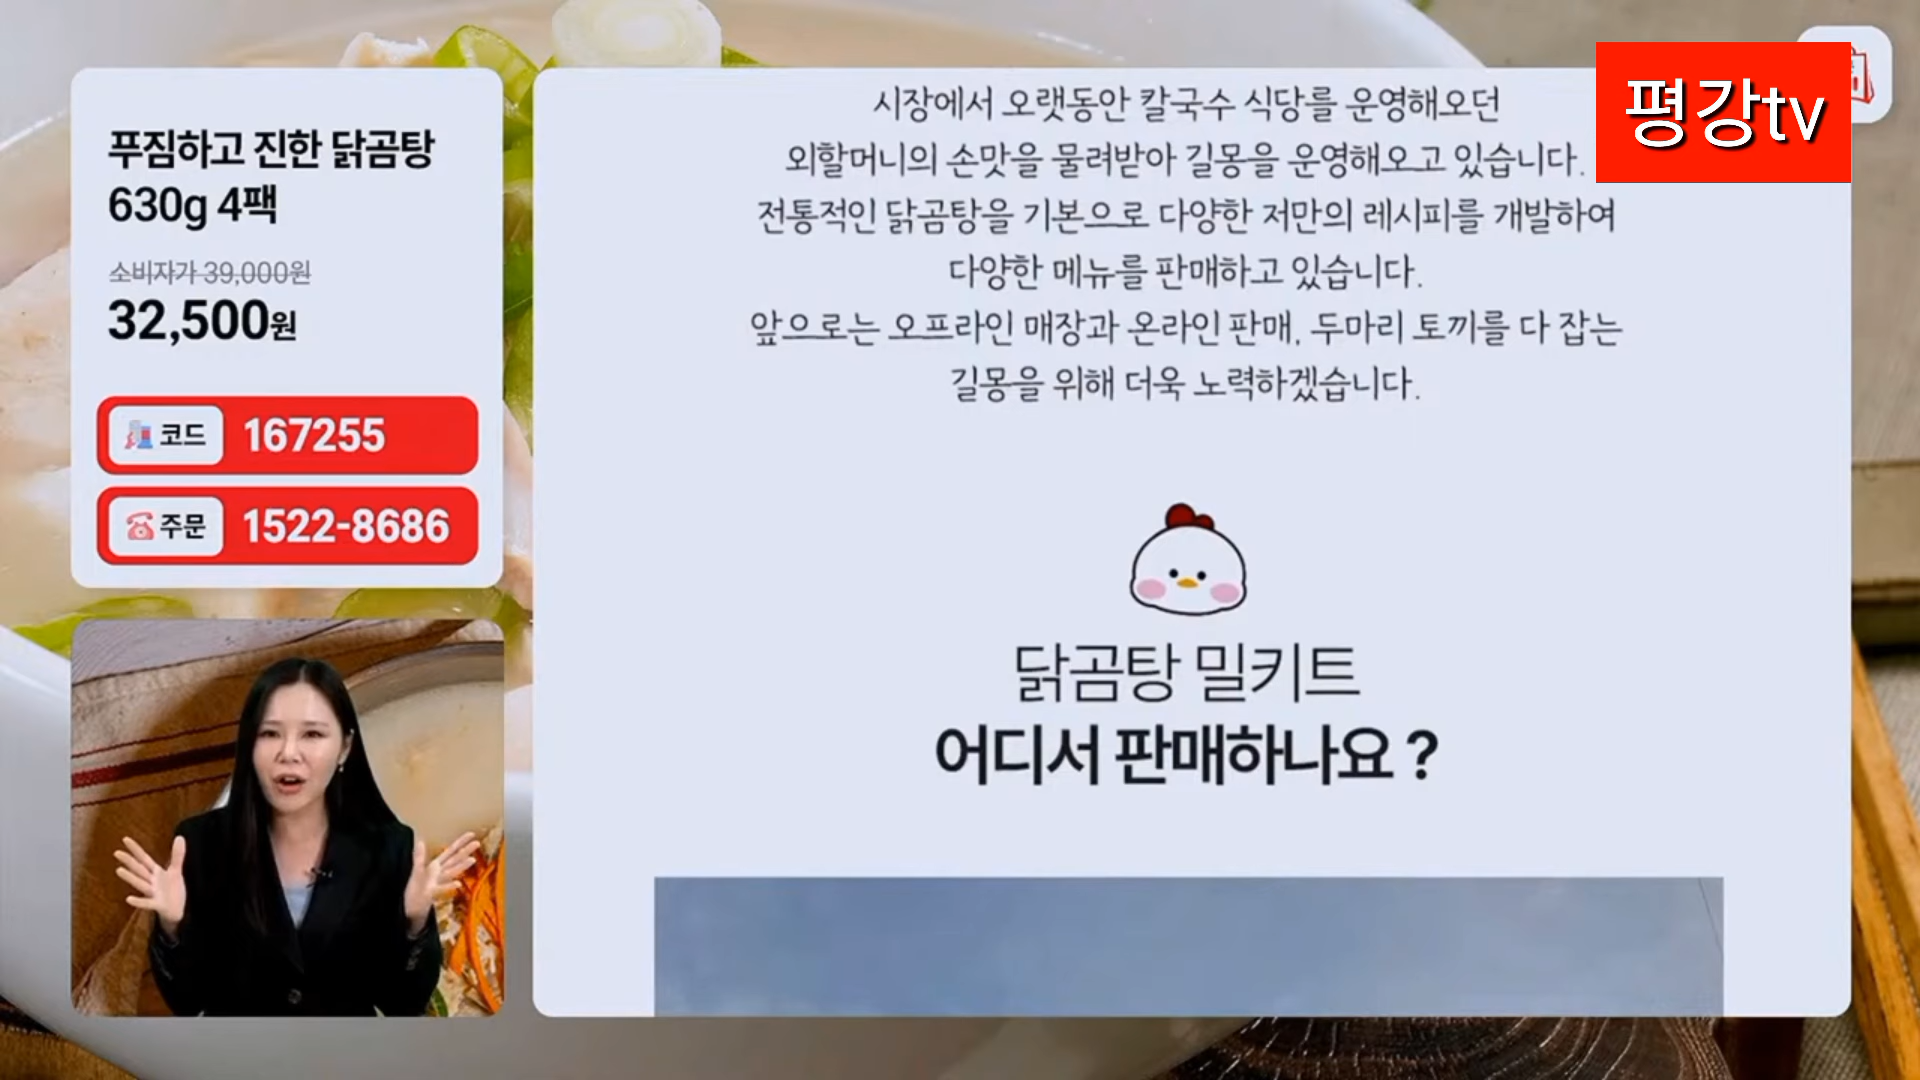 푸짐하고 진한 닭곰탕
630g 4팩
소비자가 39,000원
32,500원
코드 167255
주문 1522-8686
시장에서 오랫동안 칼국수 식당를 운영해오던
외할머니의 손맛을 물려받아 길몽을 운영해오고 있습니다.
전통적인 닭곰탕을 기본으로 다양한 저만의 레시피를 개발하여
다양한 메뉴를 판매하고 있습니다.
앞으로는 오프라인 매장과 온라인 판매, 두마리 토끼를 다 잡는
길몽을 위해 더욱 노력하겠습니다.
닭곰탕 밀키트
어디서 판매하나요 ?
평강tv